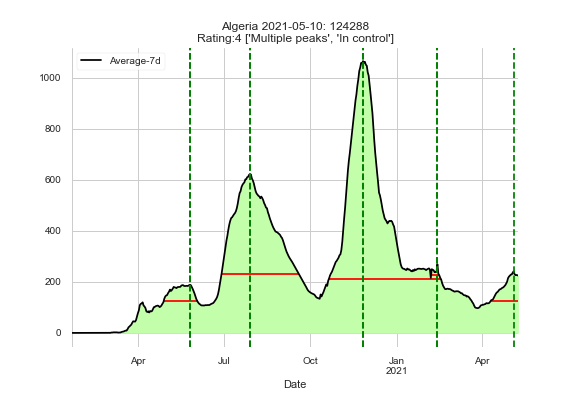 Algeria 2021-05-10: 124288
Rating:4 ['Multiple peaks', 'In control']
Average-7d
1000
800
600
400
200
0
Apr
Jul
Oct
Jan
2021
Apr
Date